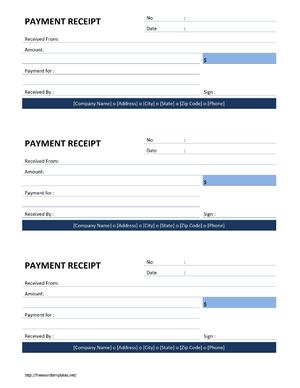 PAYMENT RECEIPT
No :
Date :
Received From:
Amount:
$
Payment for :
Received By : Sign :
[Company Name] o [Address] o [City] o [State] o [Zip Code] o [Phone]
PAYMENT RECEIPT
No :
Date :
Received From:
Amount:
$
Payment for :
Received By : Sign :
[Company Name] o [Address] o [City] o [State] o [Zip Code] o [Phone]
PAYMENT RECEIPT
No :
Date :
Received From:
Amount:
$
Payment for :
Received By : Sign :
[Company Name] o [Address] o [City] o [State] o [Zip Code] o [Phone]
http://freewordtemplates.net/